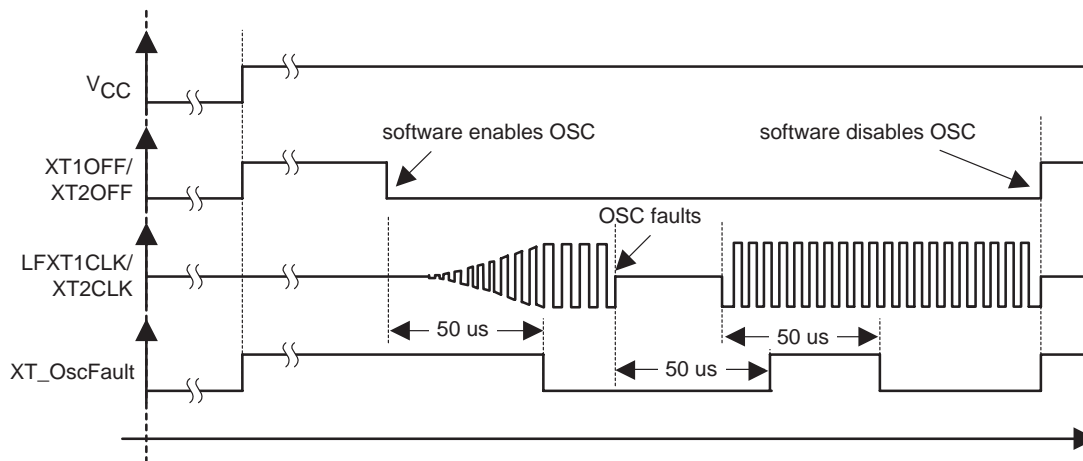 VCC
software enables OSC
software disables OSC
XT1OFF/
XT2OFF
OSC faults
LFXT1CLK/
XT2CLK
50 us
50 us
XT_OscFault
50 us